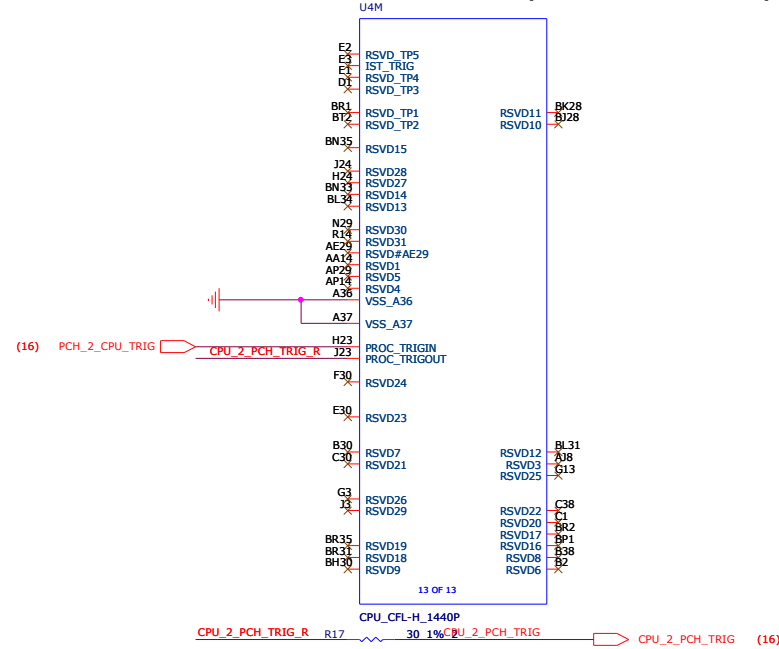 U4M
E2 RSVD_TP5
E3 IST_TRIG
E1 RSVD_TP4
D1 RSVD_TP3
BR1 RSVD_TP1 RSVD11 BK28
BT2 RSVD_TP2 RSVD10 BJ28
BN35 RSVD15
J24 RSVD28
H24 RSVD27
BN33 RSVD14
BL34 RSVD13
N29 RSVD30
R14 RSVD31
AE29 RSVD#AE29
AA14 RSVD1
AP29 RSVD5
AP14 RSVD4
A36 VSS_A36
A37 VSS_A37
(16) PCH_2_CPU_TRIG H23 PROC_TRIGIN
CPU_2_PCH_TRIG_R J23 PROC_TRIGOUT
F30 RSVD24
E30 RSVD23
B30 RSVD7 RSVD12 BL31
C30 RSVD21 RSVD3 AJ8
RSVD25 G13
G3 RSVD26
J3 RSVD29 RSVD22 C38
RSVD20 C1
RSVD17 BR2
BR35 RSVD19 RSVD16 BP1
BR31 RSVD18 RSVD8 B38
BH30 RSVD9 RSVD6 B2
13 OF 13
CPU_CFL-H_1440P
CPU_2_PCH_TRIG_R R17 30 1% 2 CPU_2_PCH_TRIG CPU_2_PCH_TRIG (16)